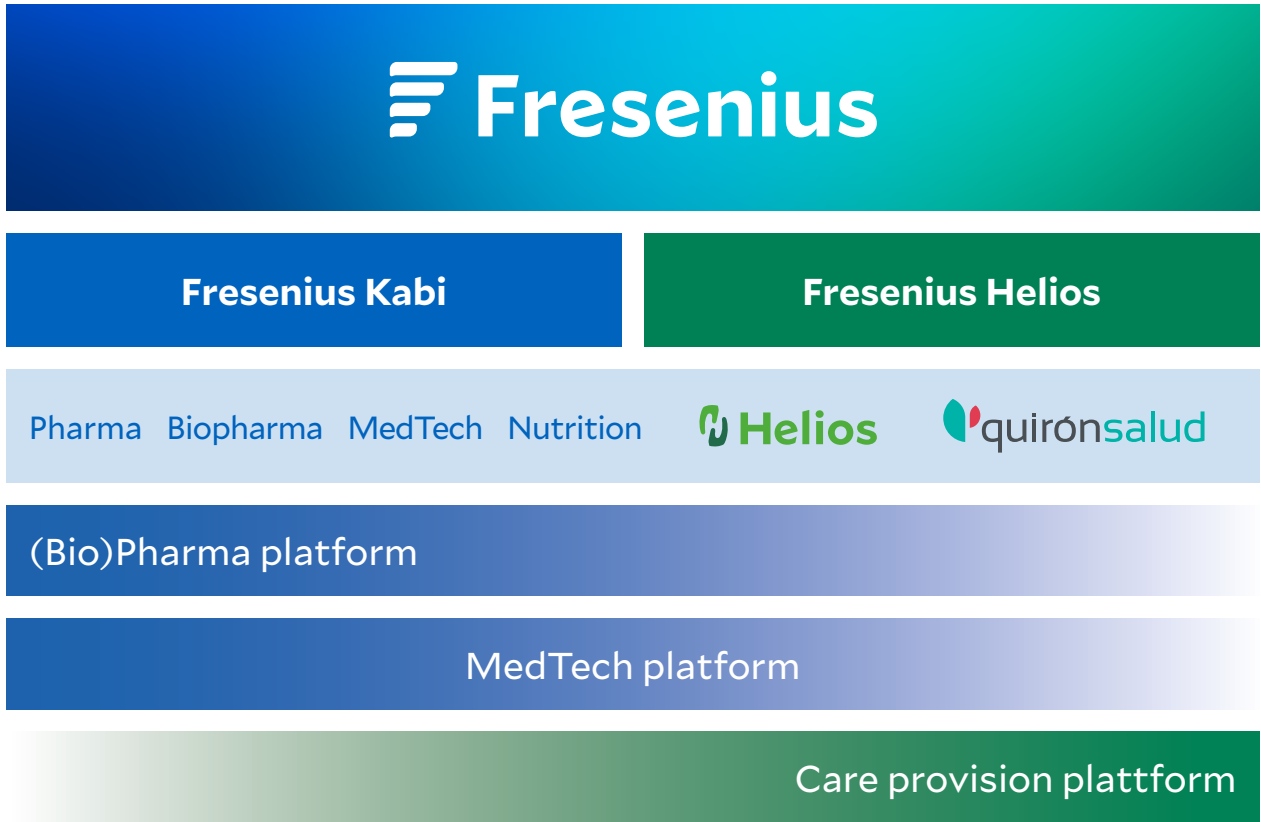 Fresenius
Fresenius Kabi
Fresenius Helios
Pharma Biopharma MedTech Nutrition
Helios
quirónsalud
(Bio)Pharma platform
MedTech platform
Care provision plattform